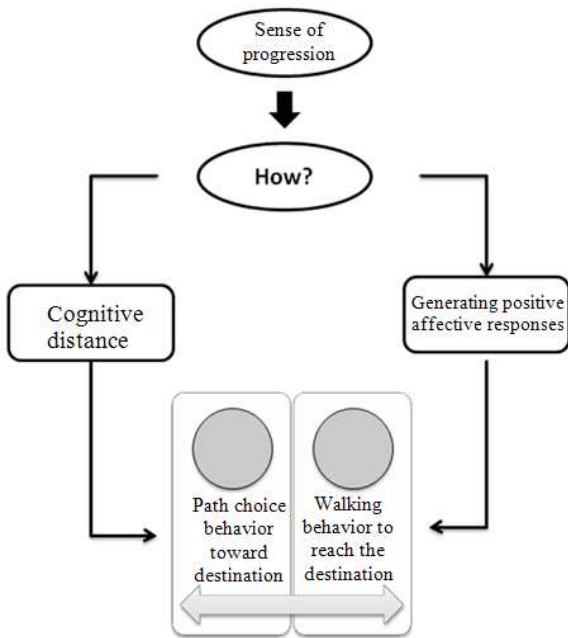 Sense of
progression
How?
Cognitive
distance
Generating positive
affective responses
Path choice
behavior
toward
destination
Walking
behavior to
reach the
destination